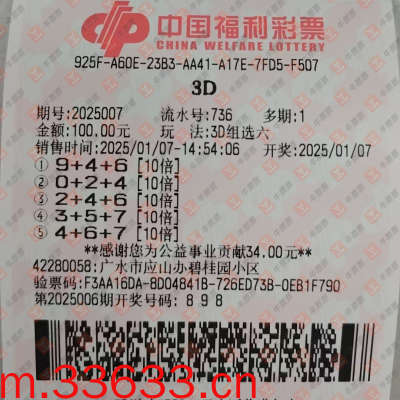 中国福利彩票
CHINA WELFARE LOTTERY
925F-A60E-23B3-AA41-A17E-7FD5-F507
3D
期号:2025007 流水号:736 多期:1
金额:100.00元 玩 法:3D组选六
销售时间:2025/01/07-14:54:06 开奖:2025/01/07
① 9+4+6 [10倍]
② 0+2+4 [10倍]
③ 2+4+6 [10倍]
④ 3+5+7 [10倍]
⑤ 4+6+7 [10倍]
**感谢您为公益事业贡献34.00元**
42280058:广水市应山办碧桂园小区
验票码:F3AA16DA-8D04841B-726ED73B-0EB1F790
第2025006期开奖号码:8 9 8
m.33633.cn